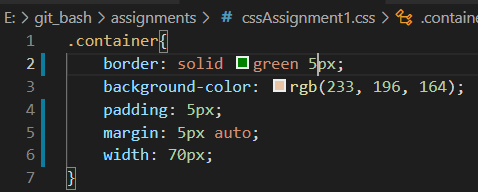 E: > git_bash > assignments > # cssAssignment1.css > .containe
1 .container{
2 border: solid green 5px;
3 background-color: rgb(233, 196, 164);
4 padding: 5px;
5 margin: 5px auto;
6 width: 70px;
7 }